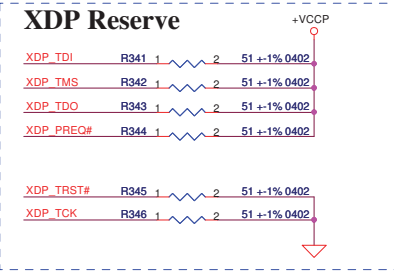 XDP Reserve
+VCCP
XDP_TDI R341 1 2 51 +-1% 0402
XDP_TMS R342 1 2 51 +-1% 0402
XDP_TDO R343 1 2 51 +-1% 0402
XDP_PREQ# R344 1 2 51 +-1% 0402
XDP_TRST# R345 1 2 51 +-1% 0402
XDP_TCK R346 1 2 51 +-1% 0402